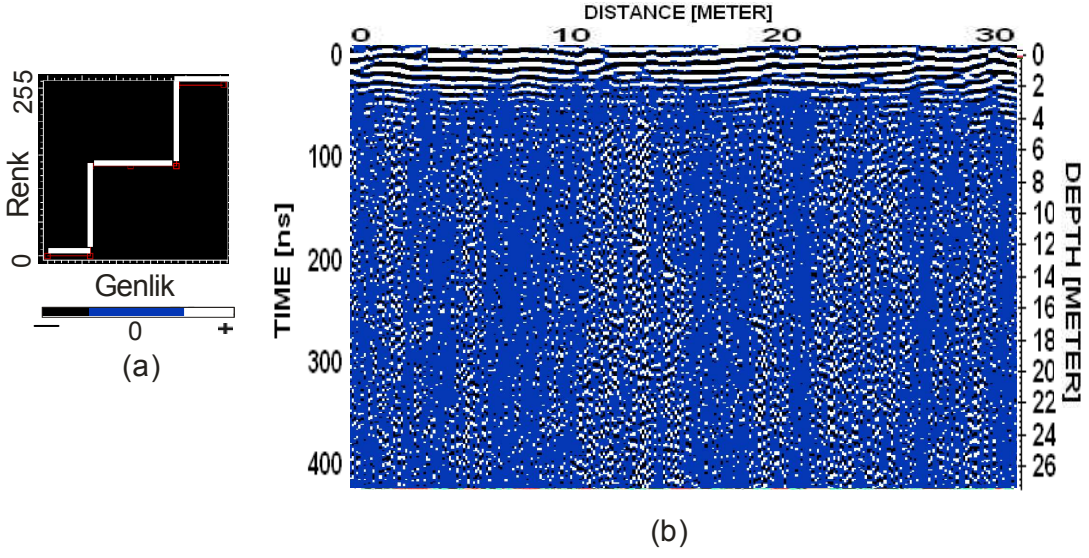 255
Renk
0
Genlik
— 0 +
(a)
DISTANCE [METER]
0 10 20 30
TIME [ns]
0
100
200
300
400
0
2
4
6
8
10
12
14
16
18
20
22
24
26
DEPTH [METER]
(b)